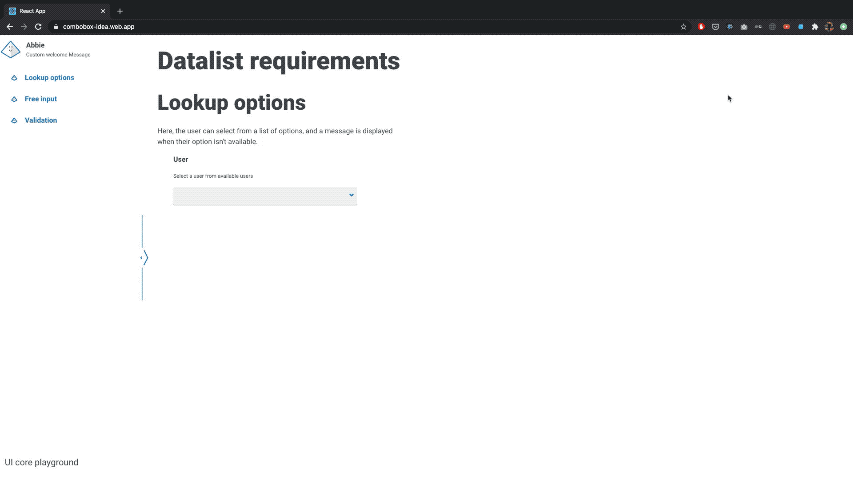 React App
combobox-idea.web.app
Abbie
Custom welcome Message
Lookup options
Free input
Validation
Datalist requirements
Lookup options
Here, the user can select from a list of options, and a message is displayed
when their option isn't available.
User
Select a user from available users
UI core playground